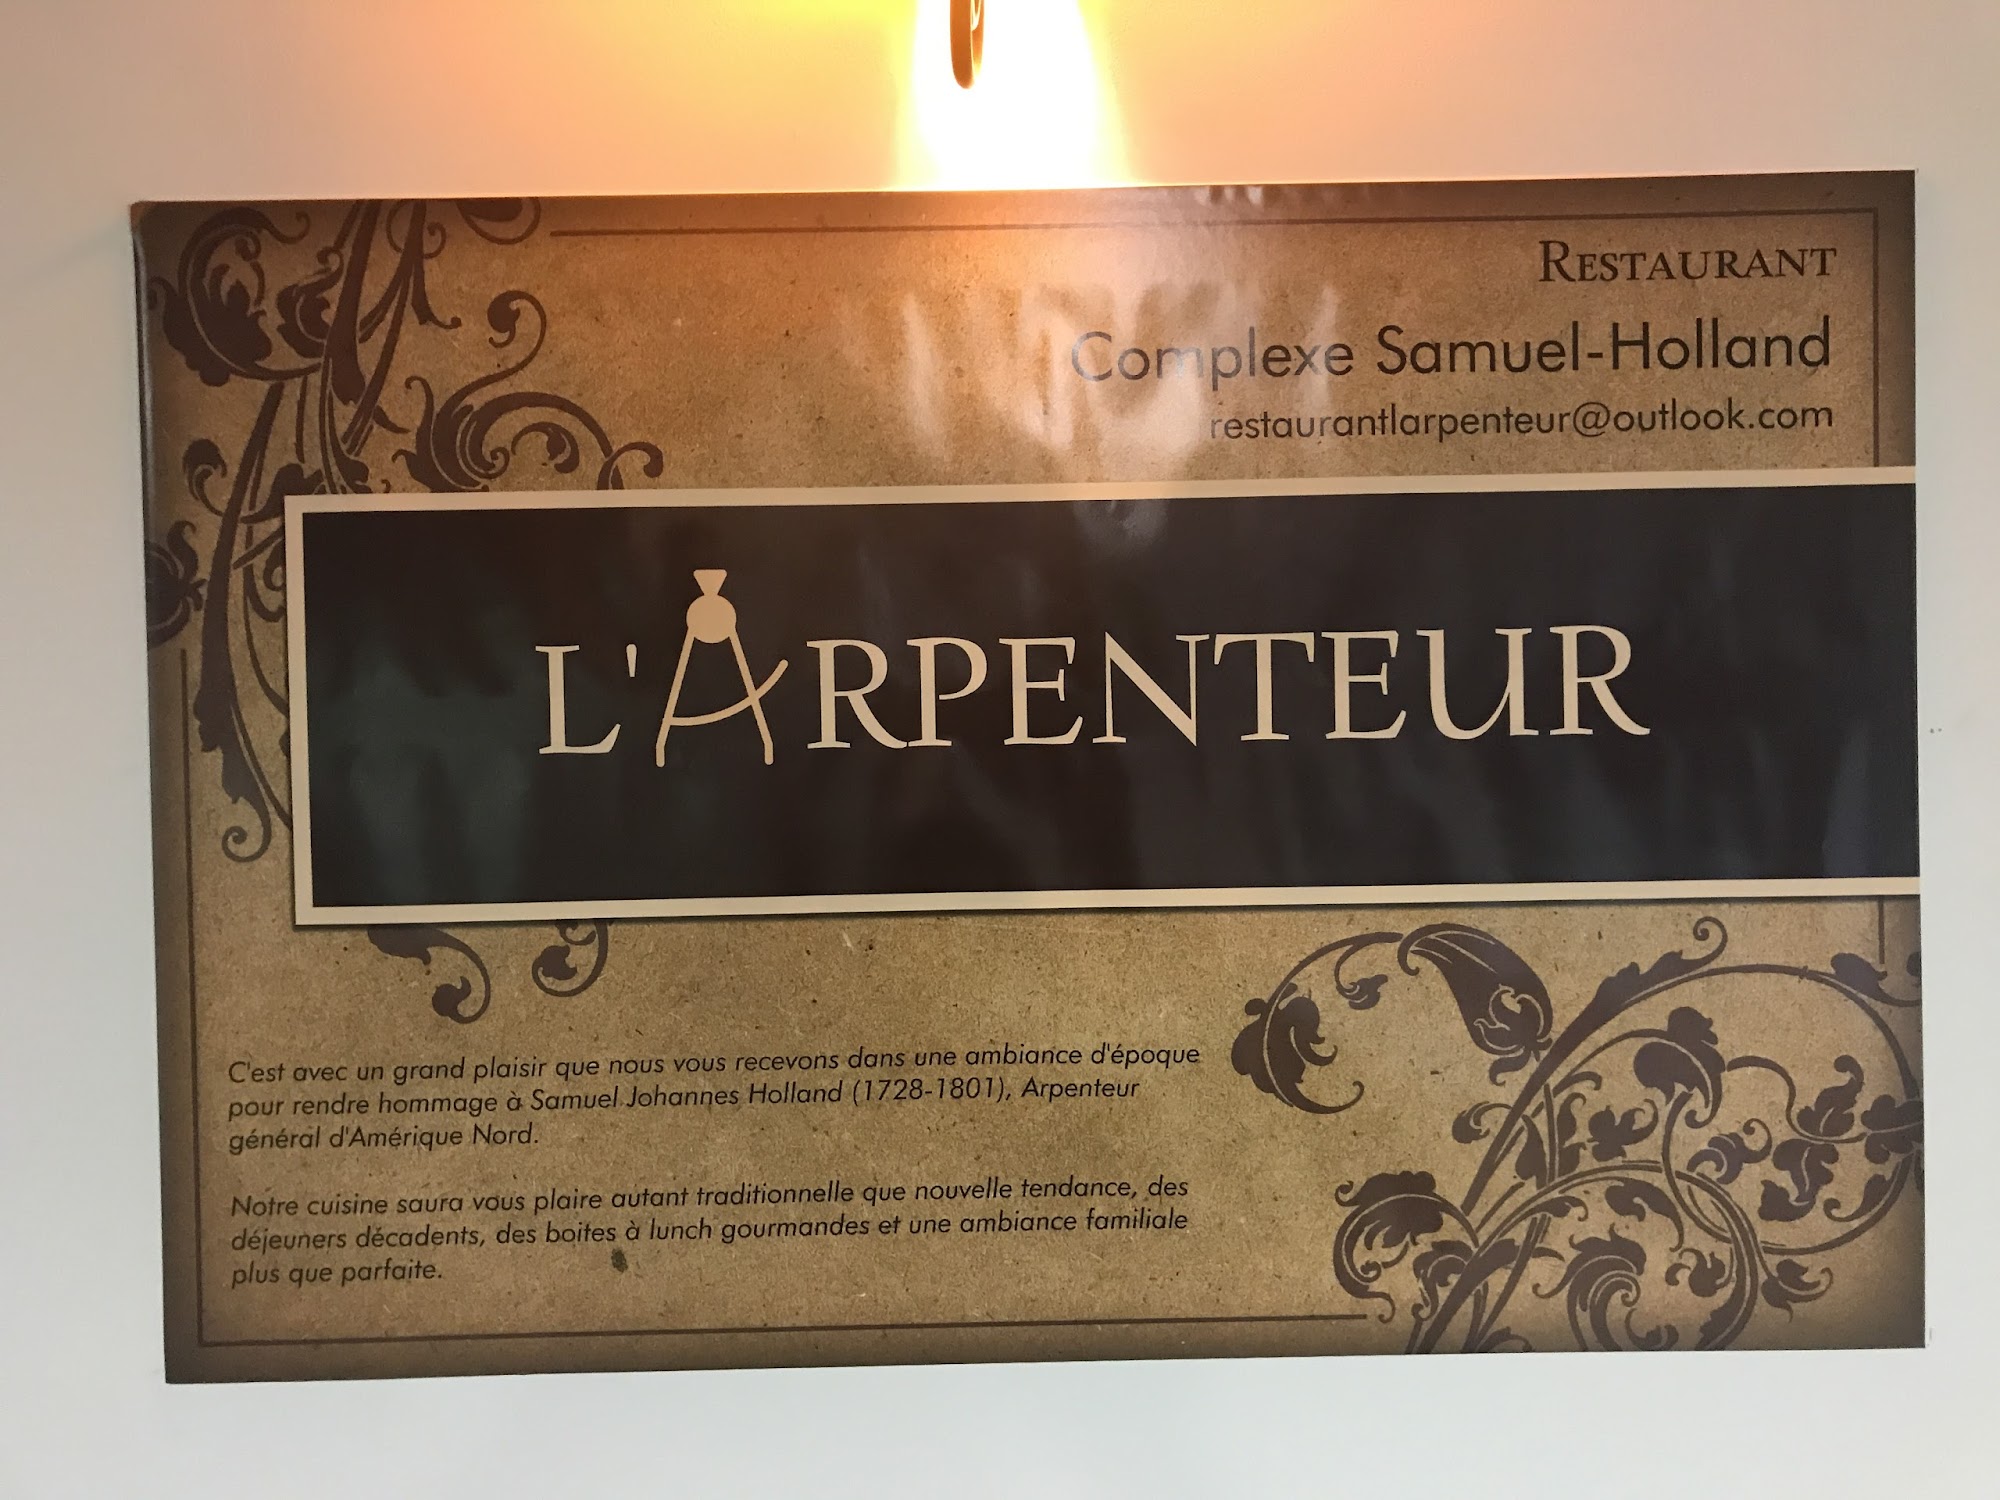 RESTAURANT
Complexe Samuel-Holland
restaurantlarpenteur@outlook.com
L'ARPENTEUR
C'est avec un grand plaisir que nous vous recevons dans une ambiance d'époque
pour rendre hommage à Samuel Johannes Holland (1728-1801), Arpenteur
général d'Amérique Nord.
Notre cuisine saura vous plaire autant traditionnelle que nouvelle tendance, des
déjeuners décadents, des boites à lunch gourmandes et une ambiance familiale
plus que parfaite.